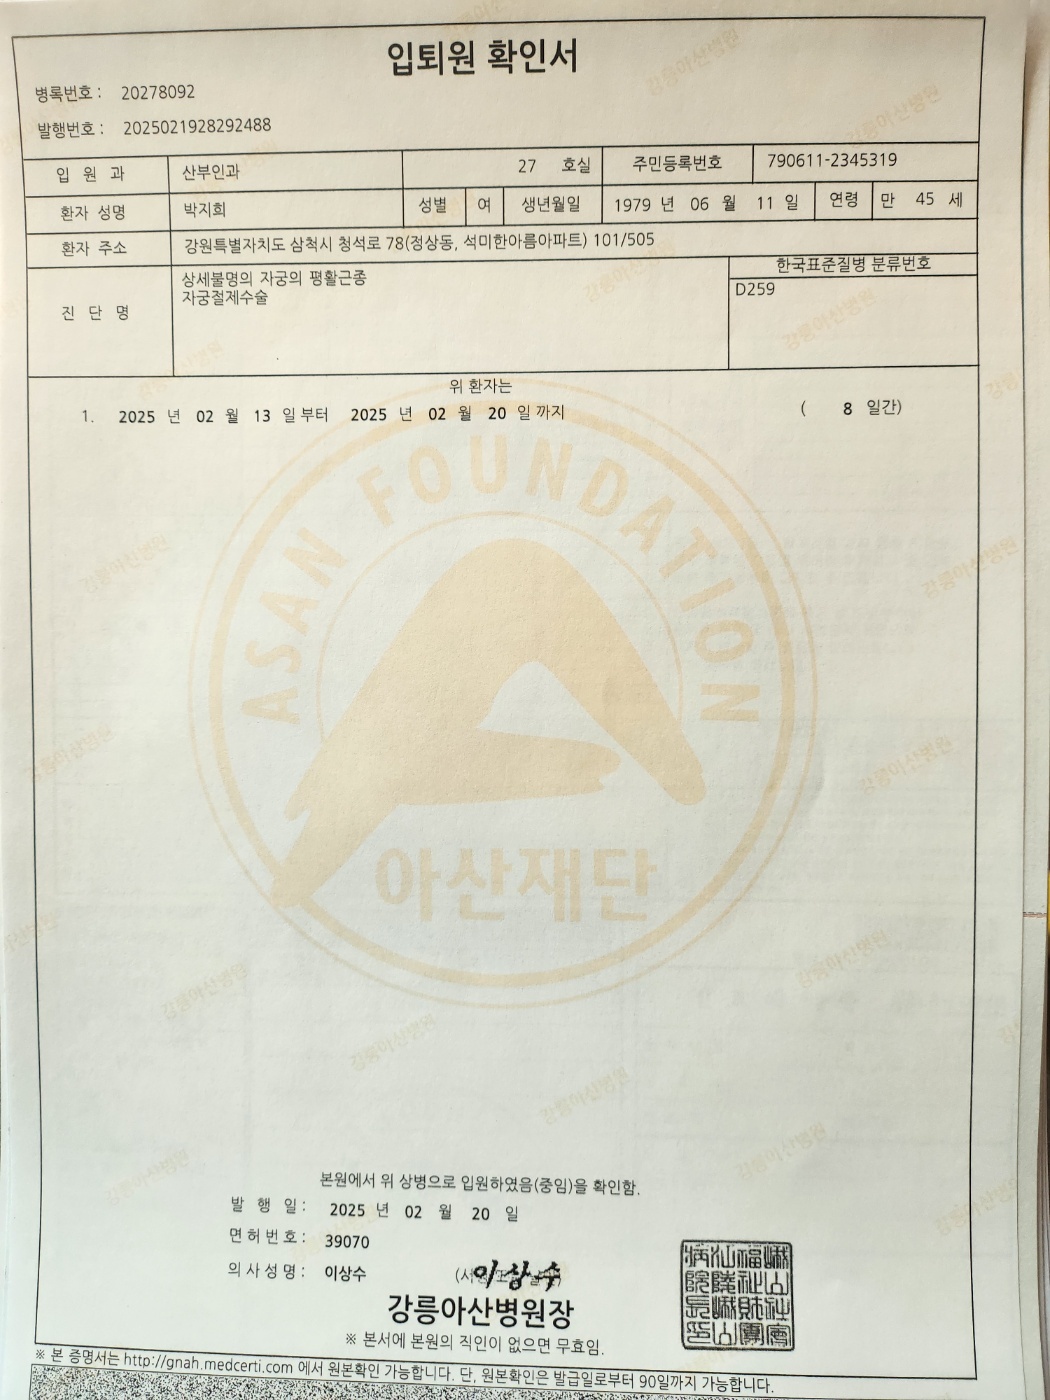 입퇴원 확인서
병록번호 : 20278092
발행번호 : 2025021928292488
입 원 과 산부인과 27 호실 주민등록번호 790611-2345319
환자 성명 박지희 성별 여 생년월일 1979 년 06 월 11 일 연령 만 45 세
환자 주소 강원특별자치도 삼척시 청석로 78(정상동, 석미한아름아파트) 101/505
진 단 명 상세불명의 자궁의 평활근종
자궁절제수술
한국표준질병 분류번호
D259
위 환자는
1. 2025 년 02 월 13 일 부터 2025 년 02 월 20 일 까지 ( 8 일간)
ASAN FOUNDATION
아산재단
본원에서 위 상병으로 입원하였음(중임)을 확인함.
발 행 일 : 2025 년 02 월 20 일
면허번호 : 39070
의사성명 : 이상수 이상수
강릉아산병원장
※ 본서에 본원의 직인이 없으면 무효임.
※ 본 증명서는 http://gnah.medcerti.com 에서 원본확인 가능합니다. 단, 원본확인은 발급일로부터 90일까지 가능합니다.
강릉아산병원